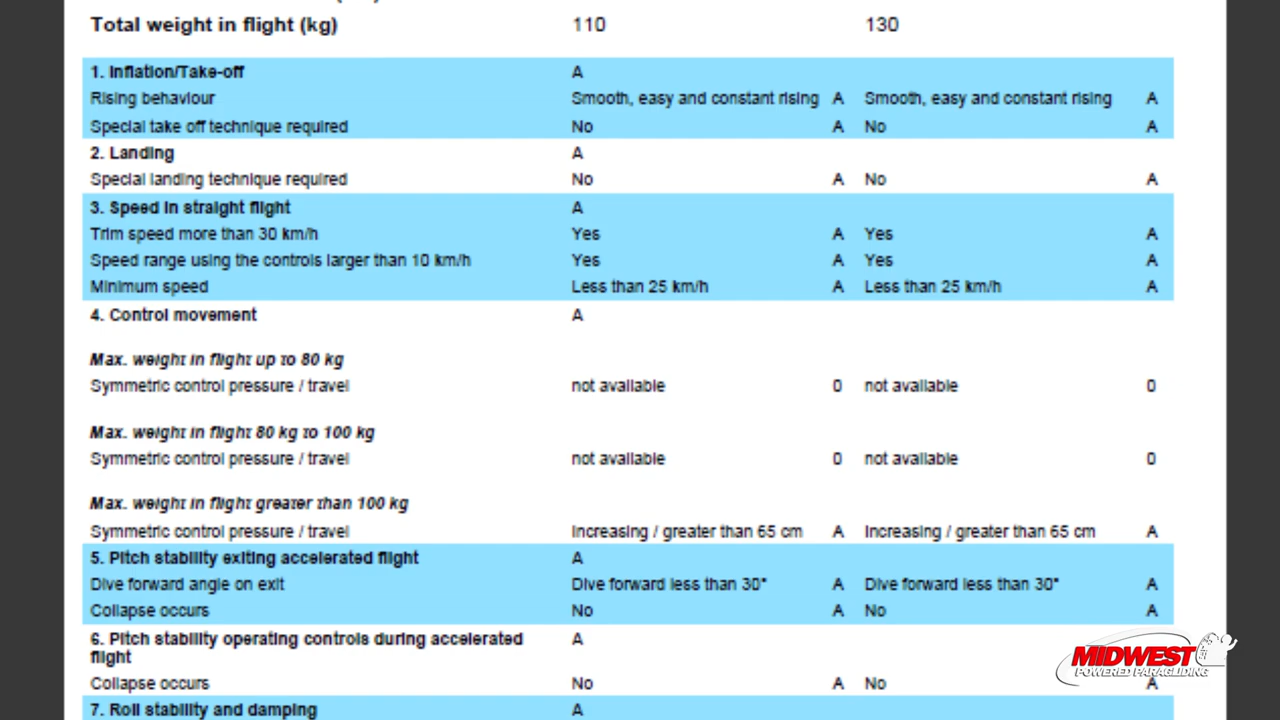 Total weight in flight (kg) 110 130
1. Inflation/Take-off A
Rising behaviour Smooth, easy and constant rising A Smooth, easy and constant rising A
Special take off technique required No A No A
2. Landing A
Special landing technique required No A No A
3. Speed in straight flight A
Trim speed more than 30 km/h Yes A Yes A
Speed range using the controls larger than 10 km/h Yes A Yes A
Minimum speed Less than 25 km/h A Less than 25 km/h A
4. Control movement A
Max. weight in flight up to 80 kg
Symmetric control pressure / travel not available 0 not available 0
Max. weight in flight 80 kg to 100 kg
Symmetric control pressure / travel not available 0 not available 0
Max. weight in flight greater than 100 kg
Symmetric control pressure / travel Increasing / greater than 65 cm A Increasing / greater than 65 cm A
5. Pitch stability exiting accelerated flight A
Dive forward angle on exit Dive forward less than 30° A Dive forward less than 30° A
Collapse occurs No A No A
6. Pitch stability operating controls during accelerated A
flight
Collapse occurs No A No A
7. Roll stability and damping A
MIDWEST
POWERED PARAGLIDING